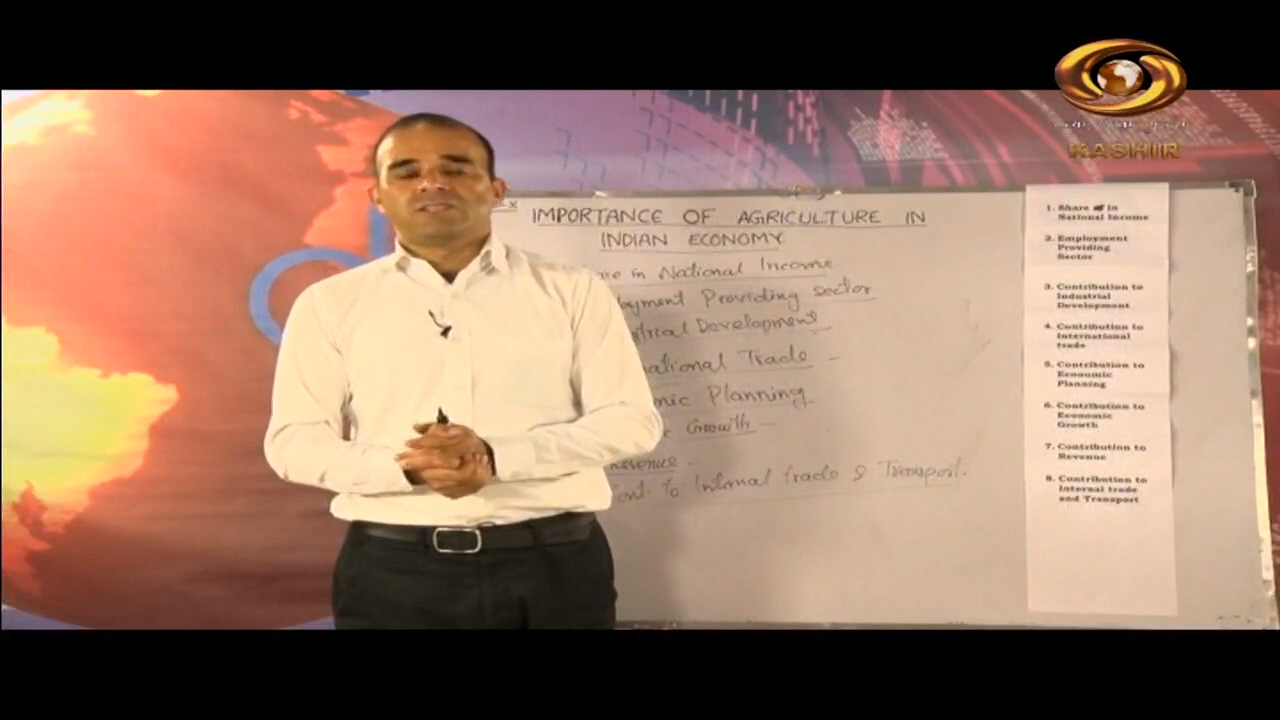 KASHIR
IMPORTANCE OF AGRICULTURE IN
INDIAN ECONOMY
in National Income
Providing Sector
Development
Trade -
Planning
Growth -
Revenue -
to Internal trade & Transport.
1. Share in
National Income
2. Employment
Providing
Sector
3. Contribution to
Industrial
Development
4. Contribution to
International
trade
5. Contribution to
Ecnoumic
Planning
6. Contribution to
Economic
Growth
7. Contribution to
Revenue
8. Contribution to
Internal trade
and Transport